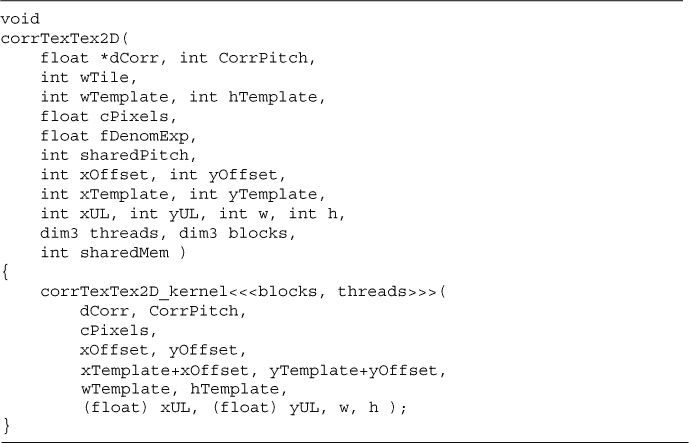 void
corrTexTex2D(
    float *dCorr, int CorrPitch,
    int wTile,
    int wTemplate, int hTemplate,
    float cPixels,
    float fDenomExp,
    int sharedPitch,
    int xOffset, int yOffset,
    int xTemplate, int yTemplate,
    int xUL, int yUL, int w, int h,
    dim3 threads, dim3 blocks,
    int sharedMem )
{
    corrTexTex2D_kernel<<<blocks, threads>>>(
        dCorr, CorrPitch,
        cPixels,
        xOffset, yOffset,
        xTemplate+xOffset, yTemplate+yOffset,
        wTemplate, hTemplate,
        (float) xUL, (float) yUL, w, h );
}